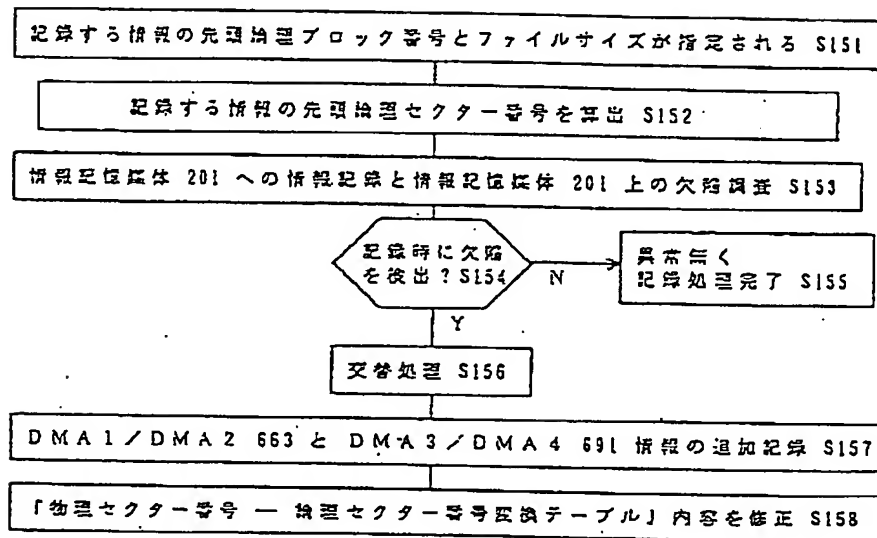 記録する情報の先頭論理ブロック番号とファイルサイズが指定される S151
記録する情報の先頭論理セクター番号を算出 S152
情報記憶媒体 201 への情報記録と情報記憶媒体 201 上の欠陥調査 S153
記録時に欠陥
を検出？S154
N
異常無く
記録処理完了 S155
Y
交替処理 S156
DMA1／DMA2 663 と DMA3／DMA4 691 情報の追加記録 S157
『物理セクター番号 ― 論理セクター番号変換テーブル』内容を修正 S158